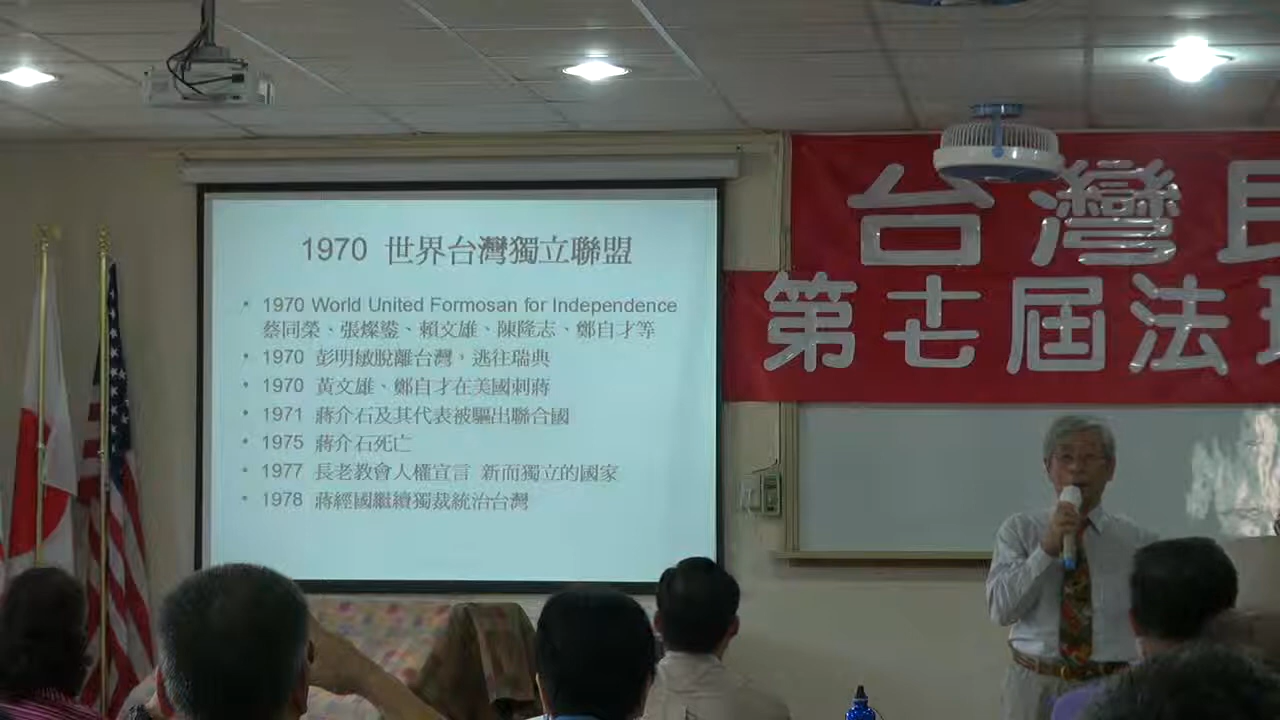 1970 世界台灣獨立聯盟
• 1970 World United Formosan for Independence
蔡同榮、張燦鍙、賴文雄、陳隆志、鄭自才等
• 1970 彭明敏脫離台灣，逃往瑞典
• 1970 黃文雄、鄭自才在美國刺蔣
• 1971 蔣介石及其代表被驅出聯合國
• 1975 蔣介石死亡
• 1977 長老教會人權宣言 新而獨立的國家
• 1978 蔣經國繼續獨裁統治台灣
台灣
第七屆法